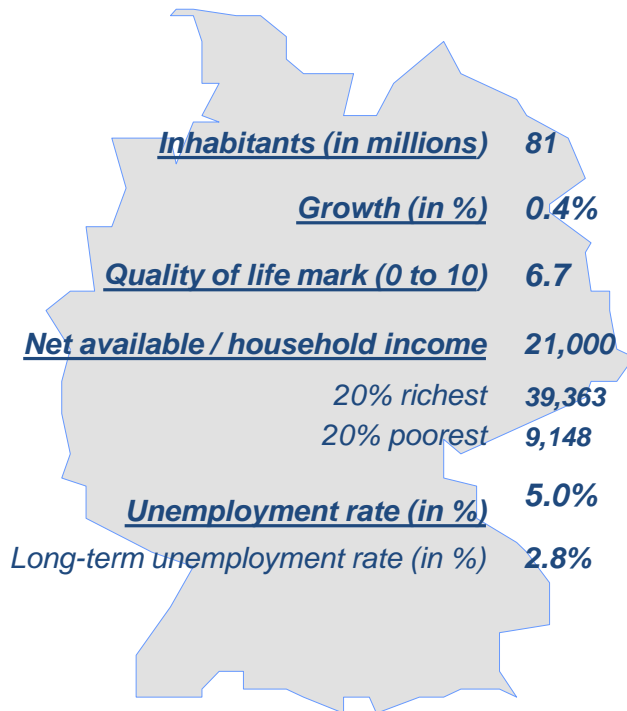 Inhabitants (in millions) 81
Growth (in %) 0.4%
Quality of life mark (0 to 10) 6.7
Net available / household income 21,000
20% richest 39,363
20% poorest 9,148
Unemployment rate (in %) 5.0%
Long-term unemployment rate (in %) 2.8%